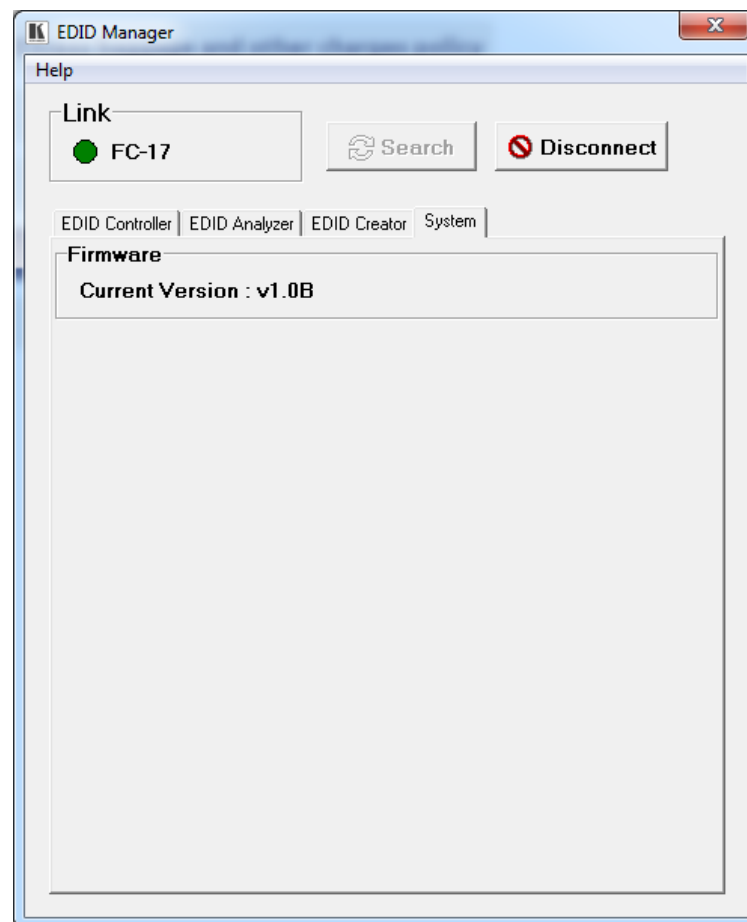 EDID Manager
Help
Link
FC-17
Search
Disconnect
EDID Controller
EDID Analyzer
EDID Creator
System
Firmware
Current Version : v1.0B